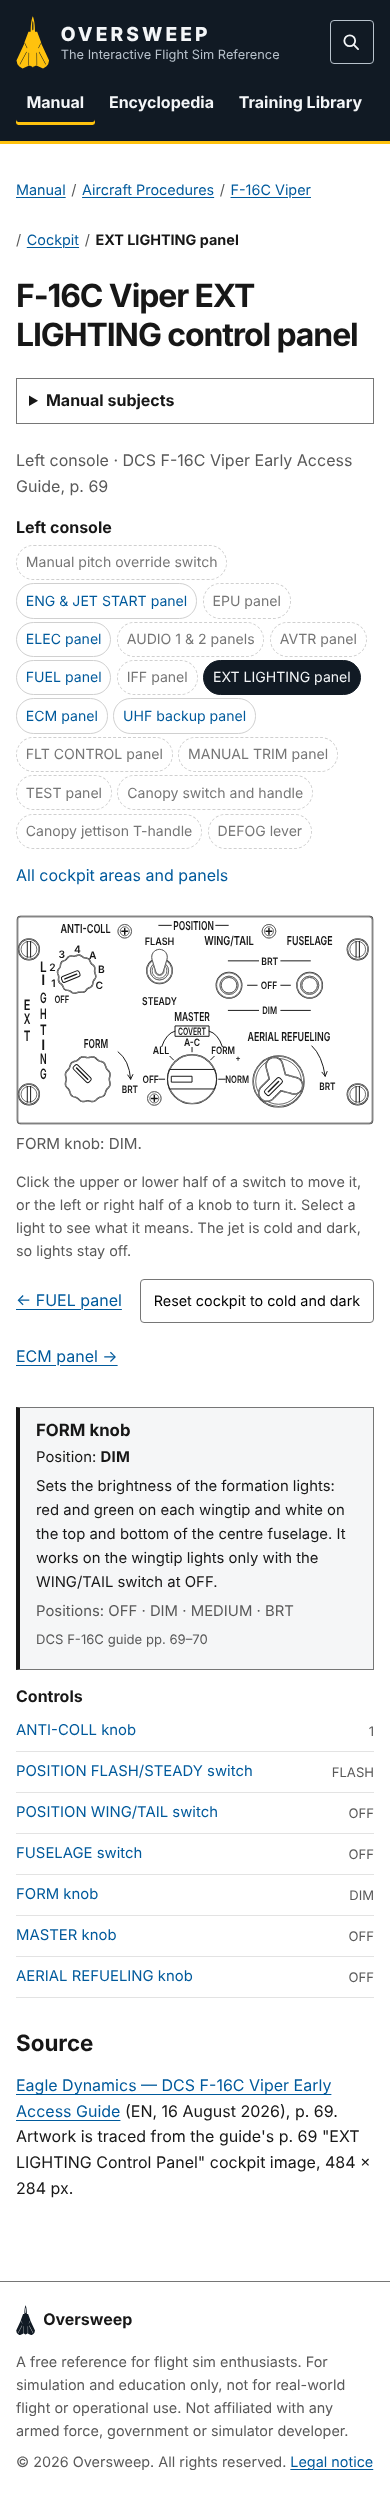 OVERSWEEP
The Interactive Flight Sim Reference
Manual Encyclopedia Training Library
Manual / Aircraft Procedures / F-16C Viper
/ Cockpit / EXT LIGHTING panel
F-16C Viper EXT
LIGHTING control panel
▶ Manual subjects
Left console · DCS F-16C Viper Early Access
Guide, p. 69
Left console
Manual pitch override switch
ENG & JET START panel EPU panel
ELEC panel AUDIO 1 & 2 panels AVTR panel
FUEL panel IFF panel EXT LIGHTING panel
ECM panel UHF backup panel
FLT CONTROL panel MANUAL TRIM panel
TEST panel Canopy switch and handle
Canopy jettison T-handle DEFOG lever
All cockpit areas and panels
EXT LIGHTING
ANTI-COLL
1 2 3 4 A B C
OFF
POSITION
FLASH
STEADY
WING/TAIL FUSELAGE
BRT
OFF
DIM
MASTER
COVERT
A-C
ALL FORM
+
OFF NORM
FORM
BRT
AERIAL REFUELING
BRT
FORM knob: DIM.
Click the upper or lower half of a switch to move it,
or the left or right half of a knob to turn it. Select a
light to see what it means. The jet is cold and dark,
so lights stay off.
← FUEL panel Reset cockpit to cold and dark
ECM panel →
FORM knob
Position: DIM
Sets the brightness of the formation lights:
red and green on each wingtip and white on
the top and bottom of the centre fuselage. It
works on the wingtip lights only with the
WING/TAIL switch at OFF.
Positions: OFF · DIM · MEDIUM · BRT
DCS F-16C guide pp. 69–70
Controls
ANTI-COLL knob 1
POSITION FLASH/STEADY switch FLASH
POSITION WING/TAIL switch OFF
FUSELAGE switch OFF
FORM knob DIM
MASTER knob OFF
AERIAL REFUELING knob OFF
Source
Eagle Dynamics — DCS F-16C Viper Early
Access Guide (EN, 16 August 2026), p. 69.
Artwork is traced from the guide's p. 69 "EXT
LIGHTING Control Panel" cockpit image, 484 ×
284 px.
Oversweep
A free reference for flight sim enthusiasts. For
simulation and education only, not for real-world
flight or operational use. Not affiliated with any
armed force, government or simulator developer.
© 2026 Oversweep. All rights reserved. Legal notice